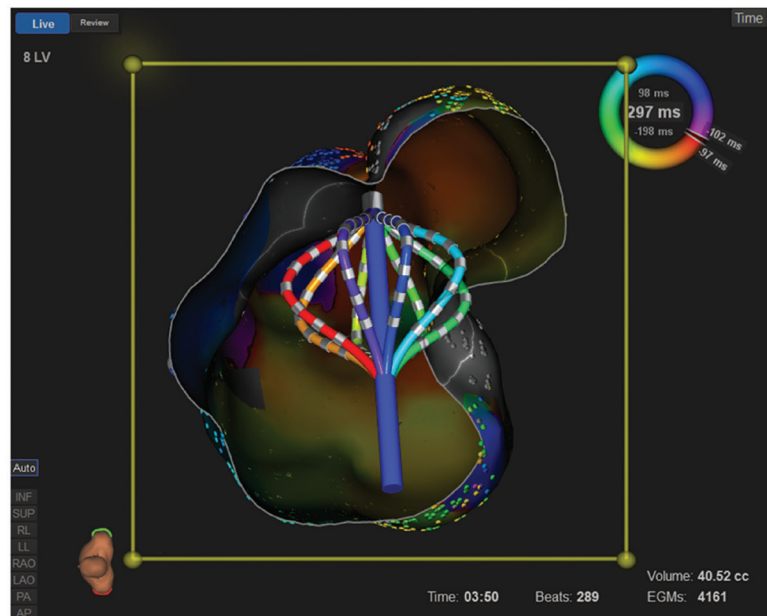 Live Review
Time
8 LV
98 ms
297 ms
-198 ms
-102 ms
-97 ms
Auto
INF
SUP
RL
LL
RAO
LAO
PA
AP
Time: 03:50 Beats: 289
Volume: 40.52 cc
EGMs: 4161